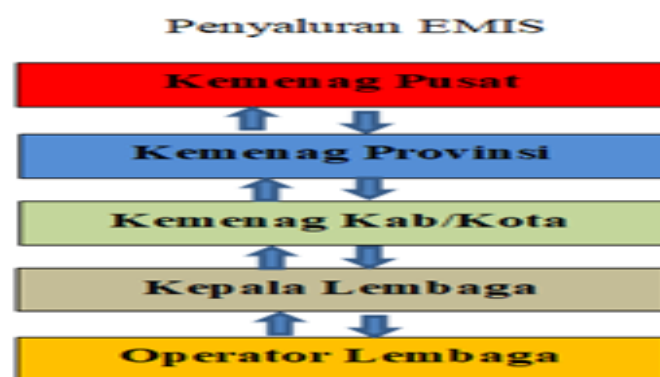 Penyaluran EMIS
Kemenag Pusat
Kemenag Provinsi
Kemenag Kab/Kota
Kepala Lembaga
Operator Lembaga